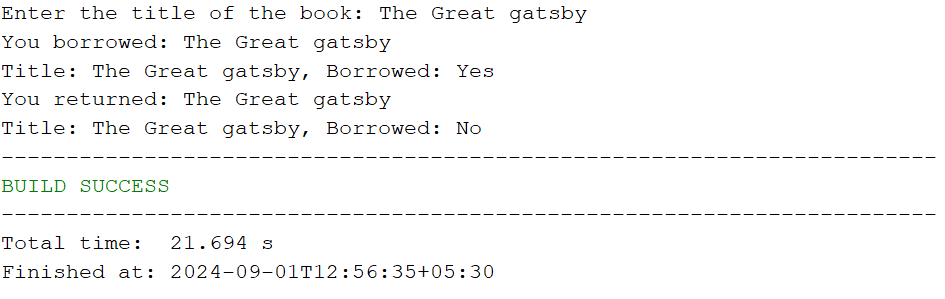 Enter the title of the book: The Great gatsby
You borrowed: The Great gatsby
Title: The Great gatsby, Borrowed: Yes
You returned: The Great gatsby
Title: The Great gatsby, Borrowed: No
------------------------------------------------------------------------
BUILD SUCCESS
------------------------------------------------------------------------
Total time:  21.694 s
Finished at: 2024-09-01T12:56:35+05:30